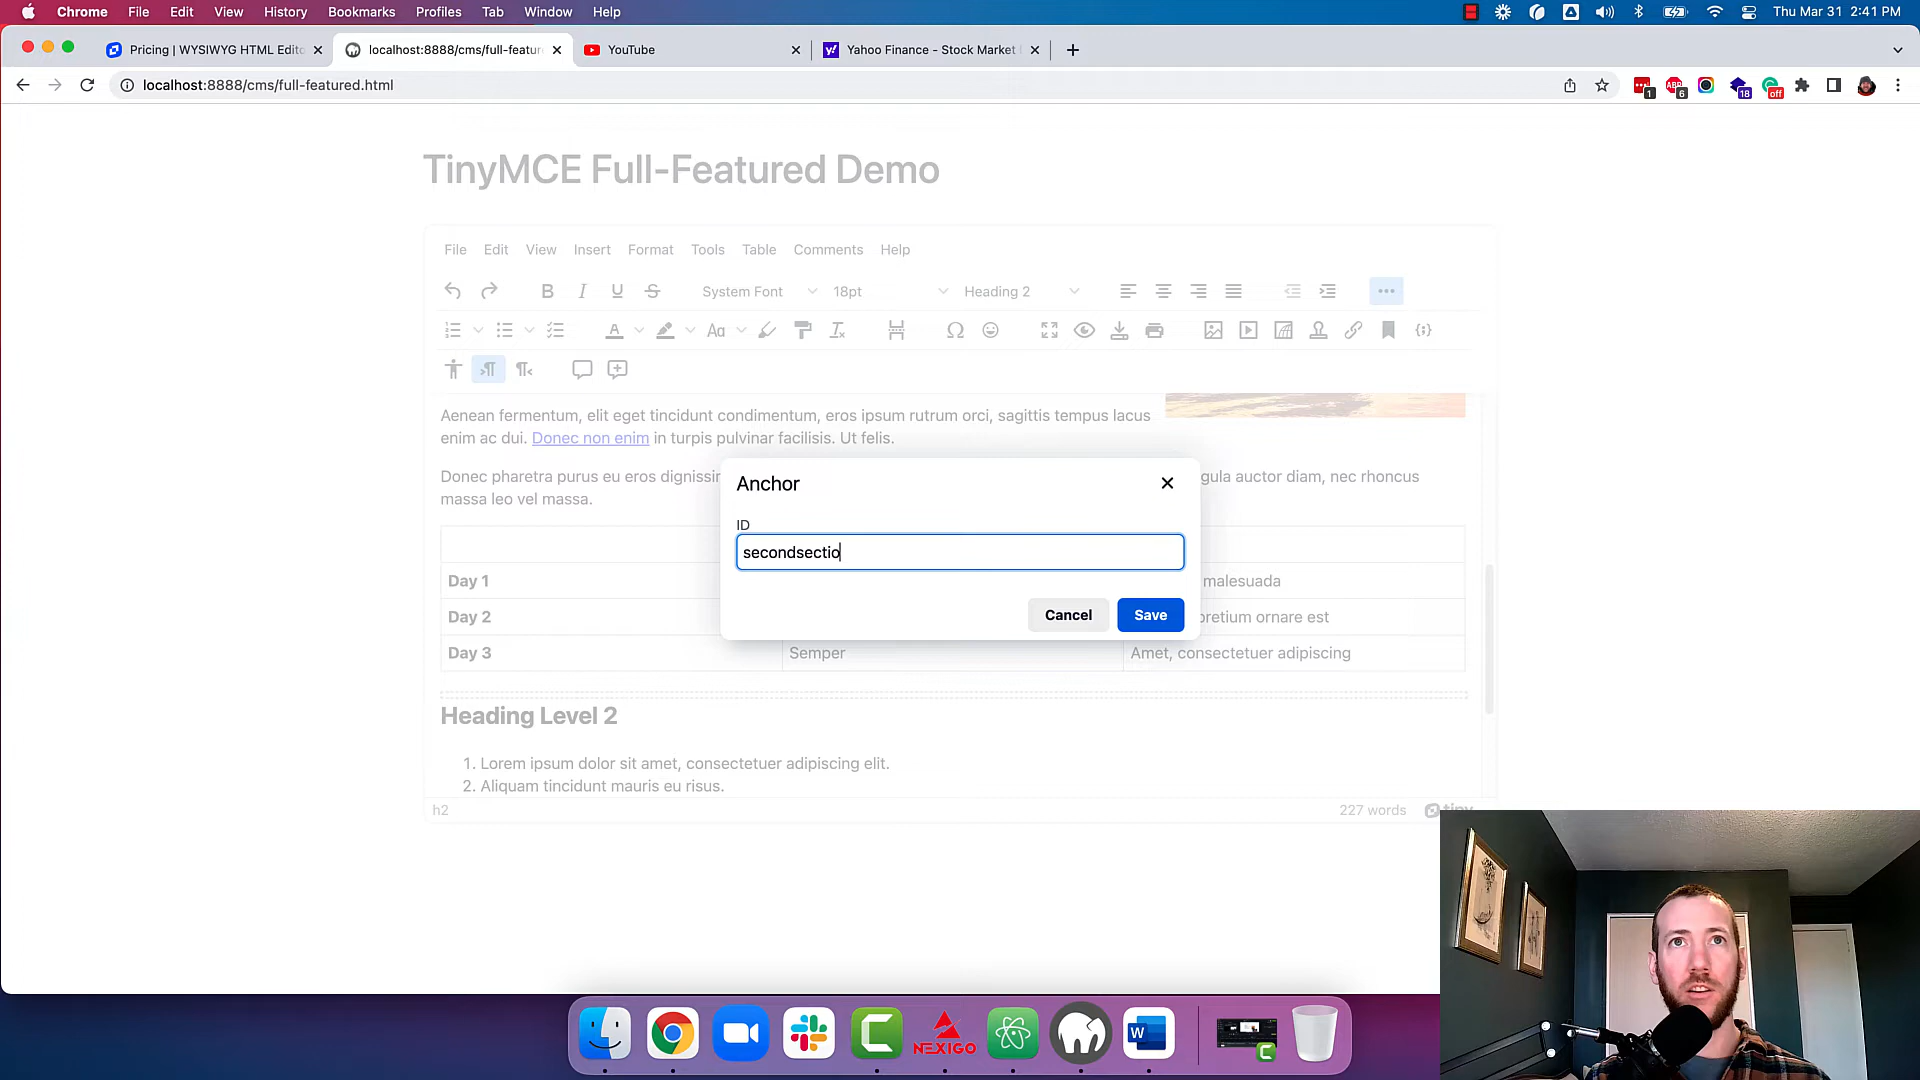 Chrome File Edit View History Bookmarks Profiles Tab Window Help Thu Mar 31 2:41 PM
Pricing | WYSIWYG HTML Edito localhost:8888/cms/full-featur YouTube Yahoo Finance - Stock Market
localhost:8888/cms/full-featured.html 1 6 18 off
TinyMCE Full-Featured Demo
File Edit View Insert Format Tools Table Comments Help
System Font 18pt Heading 2
Aenean fermentum, elit eget tincidunt condimentum, eros ipsum rutrum orci, sagittis tempus lacus
enim ac dui. Donec non enim in turpis pulvinar facilisis. Ut felis.
Donec pharetra purus eu eros dignissi gula auctor diam, nec rhoncus
massa leo vel massa.
Anchor
ID
secondsectio
Cancel Save
Day 1 malesuada
Day 2 pretium ornare est
Day 3 Semper Amet, consectetuer adipiscing
Heading Level 2
1. Lorem ipsum dolor sit amet, consectetuer adipiscing elit.
2. Aliquam tincidunt mauris eu risus.
h2 227 words tiny
NEXIGO
W